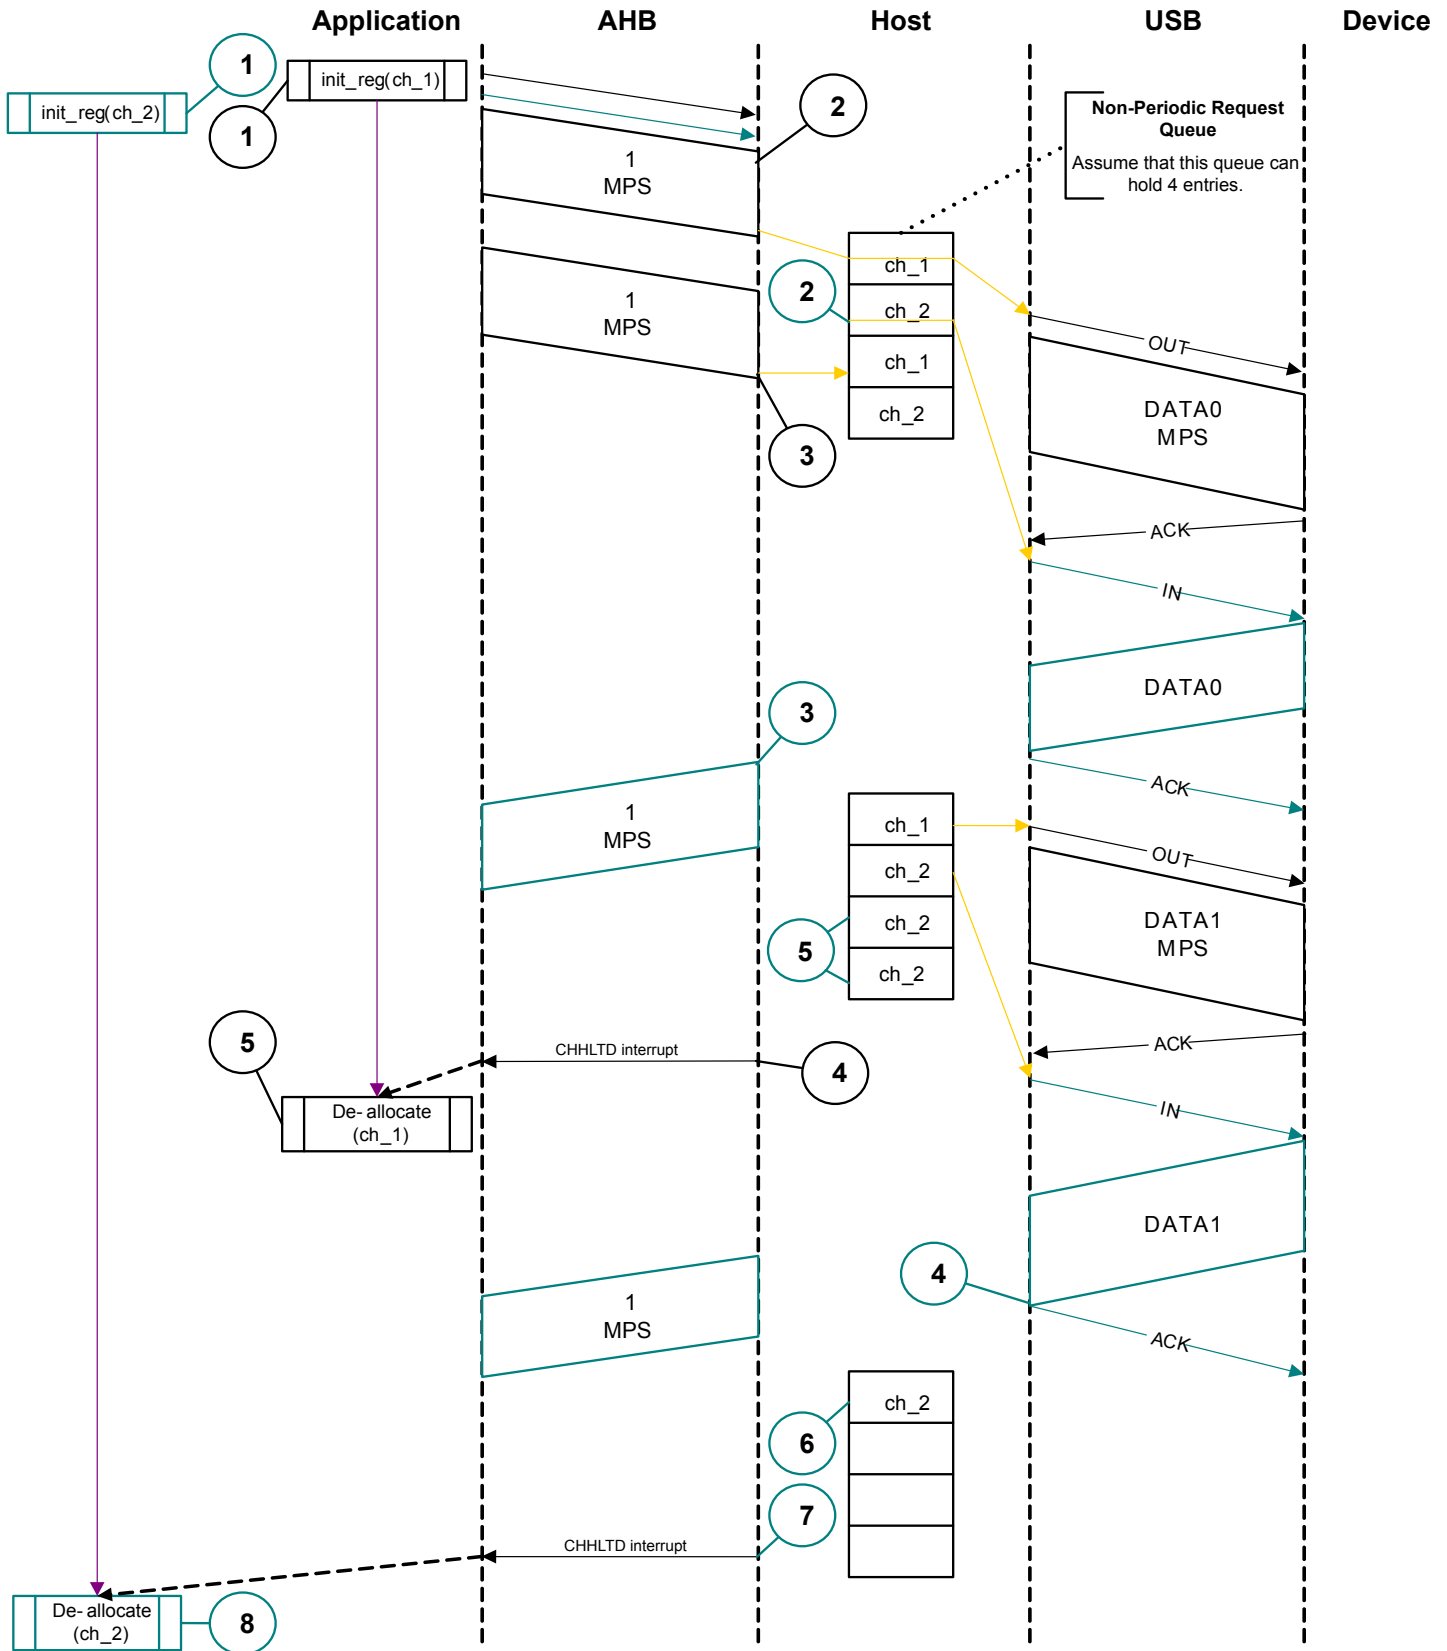 Application AHB Host USB Device
1
init_reg(ch_1)
init_reg(ch_2)
1
2
Non-Periodic Request
Queue
Assume that this queue can
hold 4 entries.
1
MPS
ch_1
2
ch_2
1
MPS
OUT
ch_1
ch_2
DATA0
MPS
3
ACK
IN
DATA0
3
ACK
1
MPS
ch_1
OUT
ch_2
ch_2
DATA1
MPS
5
ch_2
5
CHHLTD interrupt
ACK
4
De-allocate
(ch_1)
IN
DATA1
4
1
MPS
ACK
ch_2
6
7
CHHLTD interrupt
De-allocate
(ch_2)
8